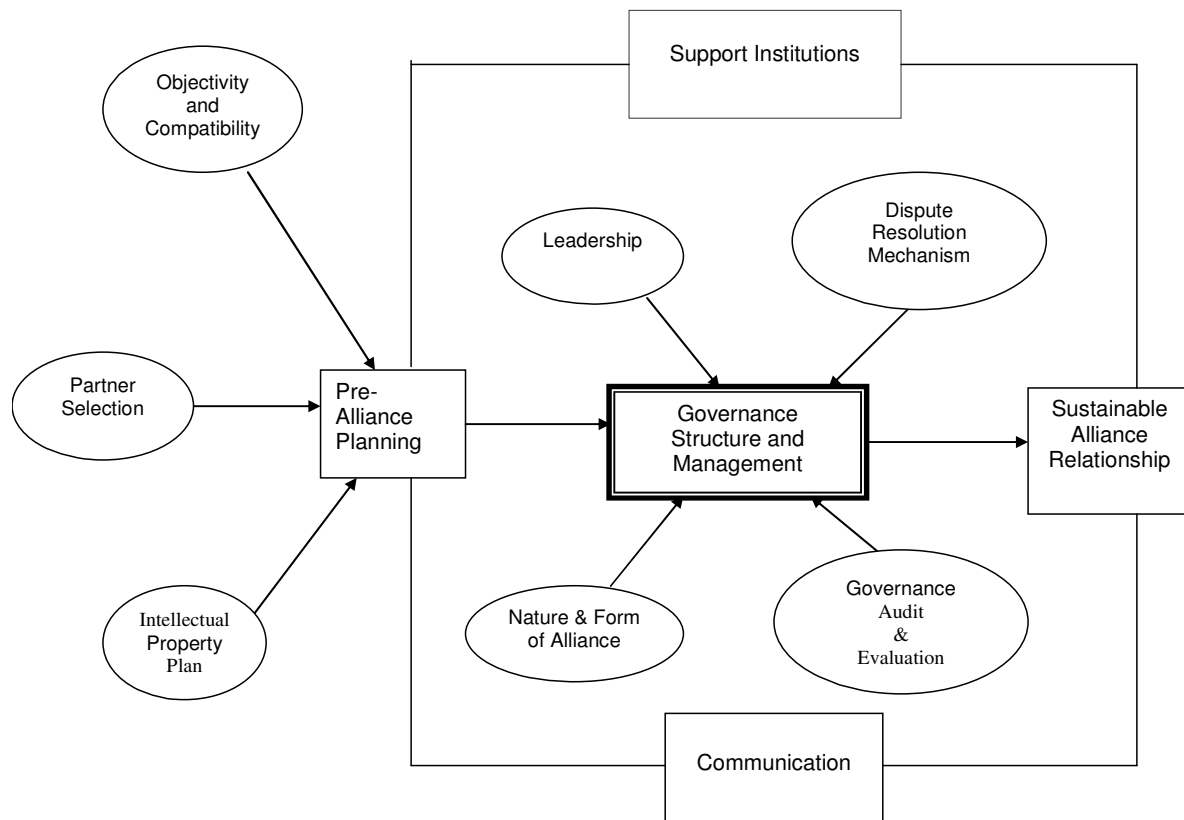 Support Institutions
Objectivity
and
Compatibility
Leadership
Dispute
Resolution
Mechanism
Partner
Selection
Pre-
Alliance
Planning
Governance
Structure and
Management
Sustainable
Alliance
Relationship
Intellectual
Property
Plan
Nature & Form
of Alliance
Governance
Audit
&
Evaluation
Communication